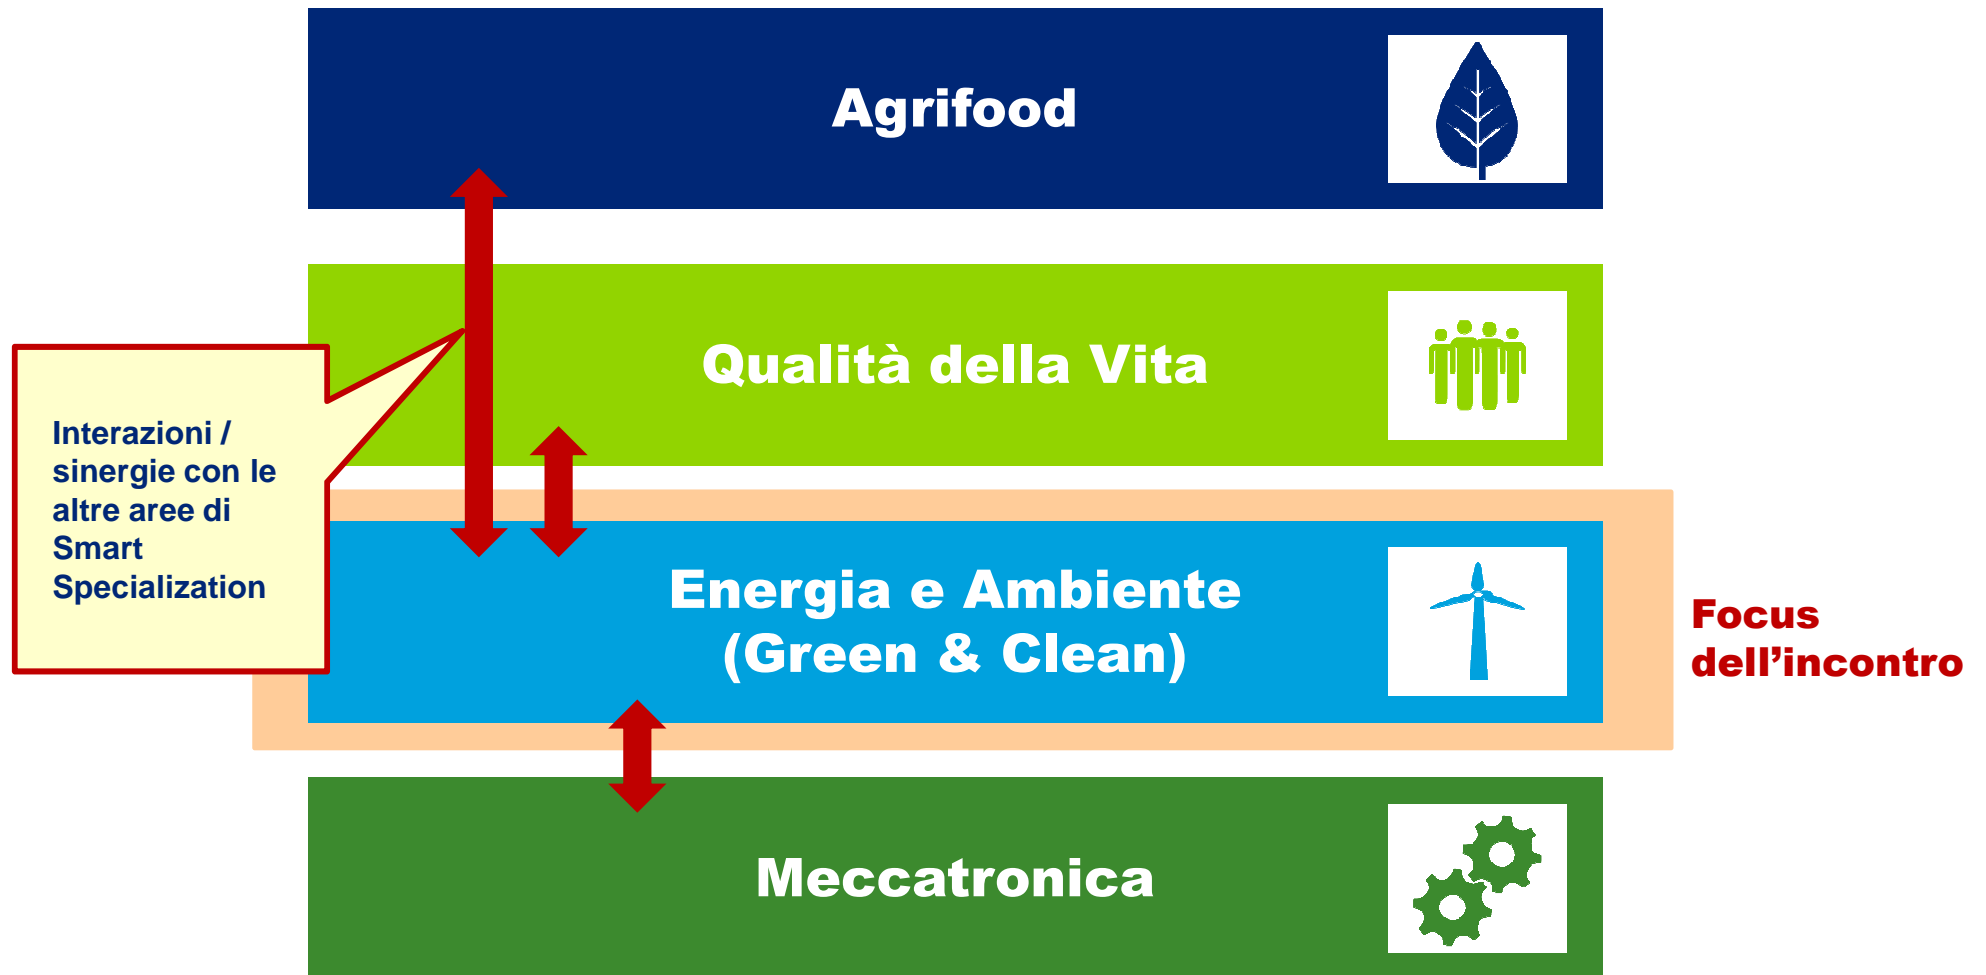 Agrifood
Qualità della Vita
Interazioni /
sinergie con le
altre aree di
Smart
Specialization
Energia e Ambiente
(Green & Clean)
Focus
dell’incontro
Meccatronica